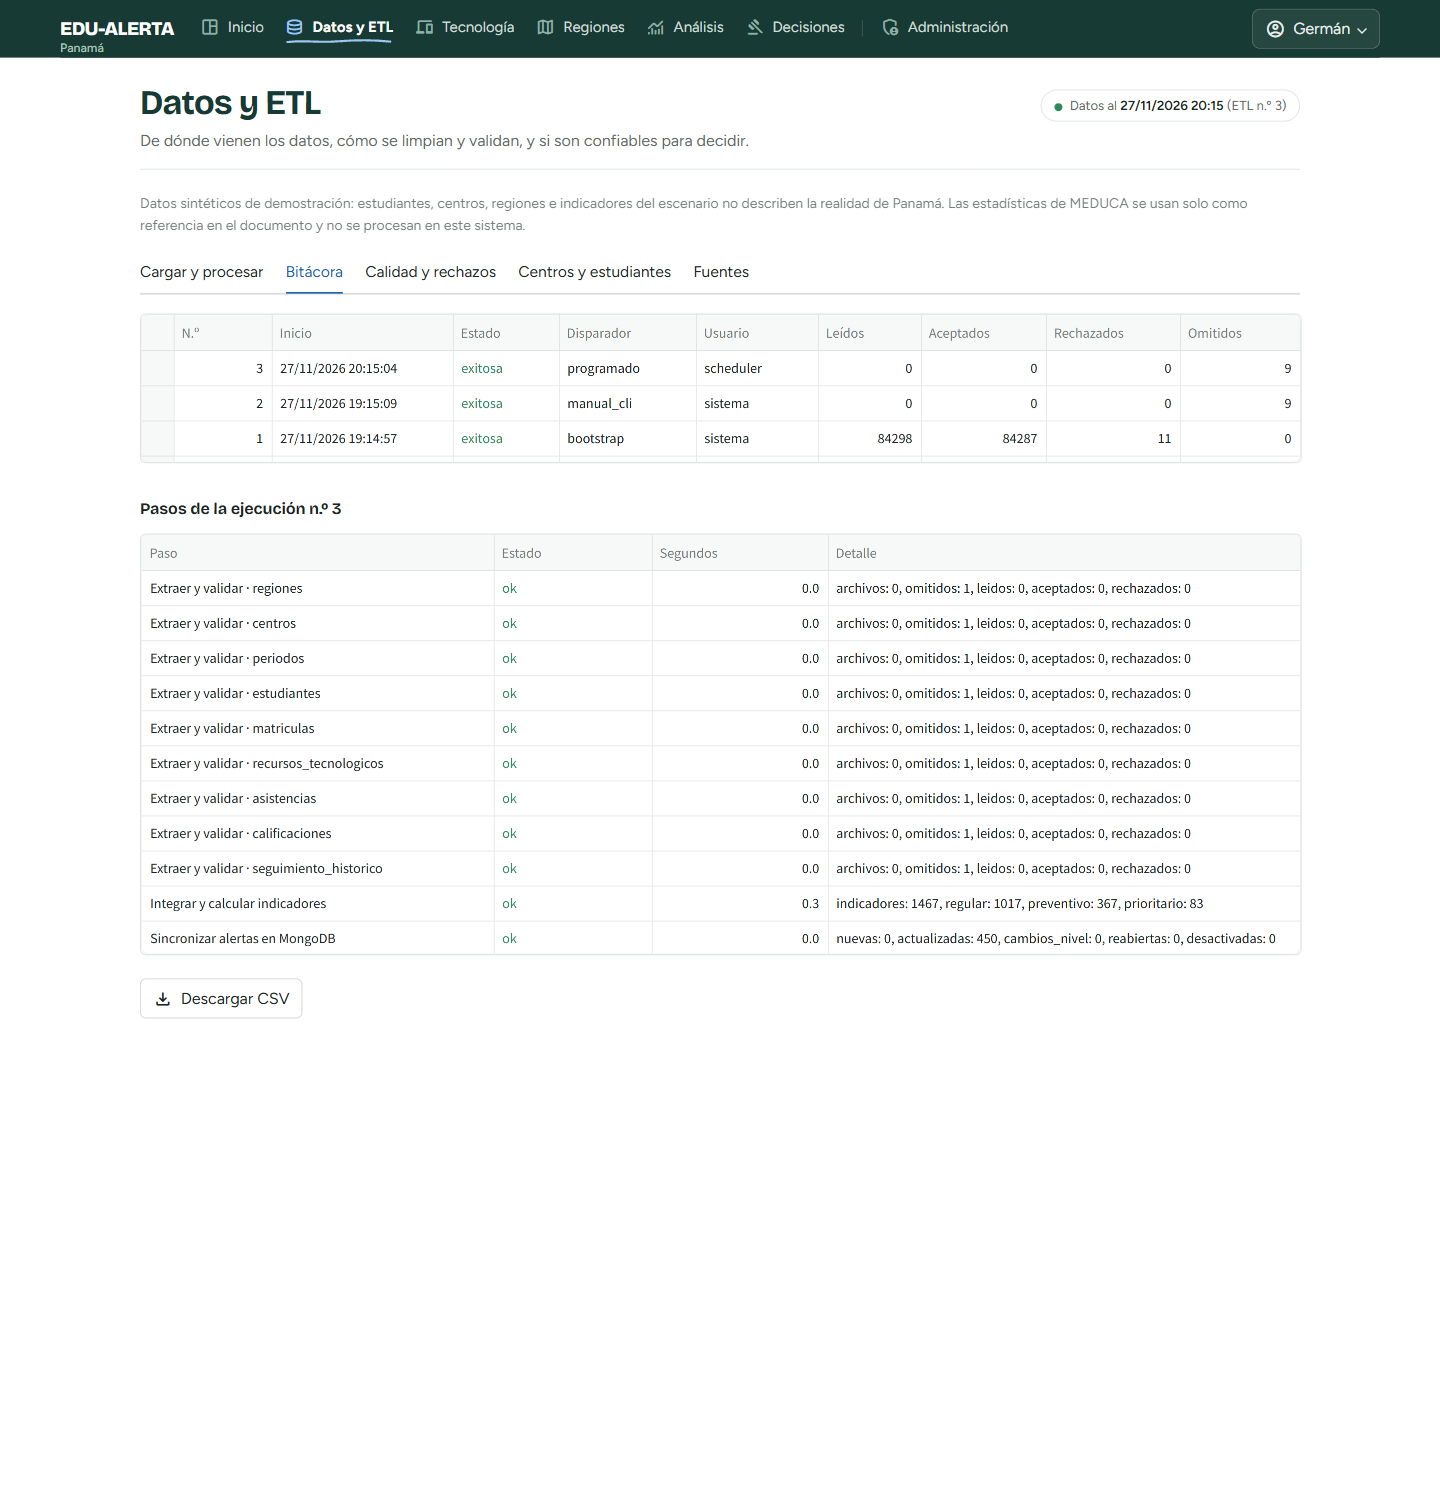 EDU-ALERTA
Panamá
Inicio
Datos y ETL
Tecnología
Regiones
Análisis
Decisiones
Administración
Germán
Datos y ETL
Datos al 27/11/2026 20:15 (ETL n.º 3)
De dónde vienen los datos, cómo se limpian y validan, y si son confiables para decidir.
Datos sintéticos de demostración: estudiantes, centros, regiones e indicadores del escenario no describen la realidad de Panamá. Las estadísticas de MEDUCA se usan solo como
referencia en el documento y no se procesan en este sistema.
Cargar y procesar
Bitácora
Calidad y rechazos
Centros y estudiantes
Fuentes
N.º Inicio Estado Disparador Usuario Leídos Aceptados Rechazados Omitidos
3 27/11/2026 20:15:04 exitosa programado scheduler 0 0 0 9
2 27/11/2026 19:15:09 exitosa manual_cli sistema 0 0 0 9
1 27/11/2026 19:14:57 exitosa bootstrap sistema 84298 84287 11 0
Pasos de la ejecución n.º 3
Paso Estado Segundos Detalle
Extraer y validar · regiones ok 0.0 archivos: 0, omitidos: 1, leidos: 0, aceptados: 0, rechazados: 0
Extraer y validar · centros ok 0.0 archivos: 0, omitidos: 1, leidos: 0, aceptados: 0, rechazados: 0
Extraer y validar · periodos ok 0.0 archivos: 0, omitidos: 1, leidos: 0, aceptados: 0, rechazados: 0
Extraer y validar · estudiantes ok 0.0 archivos: 0, omitidos: 1, leidos: 0, aceptados: 0, rechazados: 0
Extraer y validar · matriculas ok 0.0 archivos: 0, omitidos: 1, leidos: 0, aceptados: 0, rechazados: 0
Extraer y validar · recursos_tecnologicos ok 0.0 archivos: 0, omitidos: 1, leidos: 0, aceptados: 0, rechazados: 0
Extraer y validar · asistencias ok 0.0 archivos: 0, omitidos: 1, leidos: 0, aceptados: 0, rechazados: 0
Extraer y validar · calificaciones ok 0.0 archivos: 0, omitidos: 1, leidos: 0, aceptados: 0, rechazados: 0
Extraer y validar · seguimiento_historico ok 0.0 archivos: 0, omitidos: 1, leidos: 0, aceptados: 0, rechazados: 0
Integrar y calcular indicadores ok 0.3 indicadores: 1467, regular: 1017, preventivo: 367, prioritario: 83
Sincronizar alertas en MongoDB ok 0.0 nuevas: 0, actualizadas: 450, cambios_nivel: 0, reabiertas: 0, desactivadas: 0
Descargar CSV